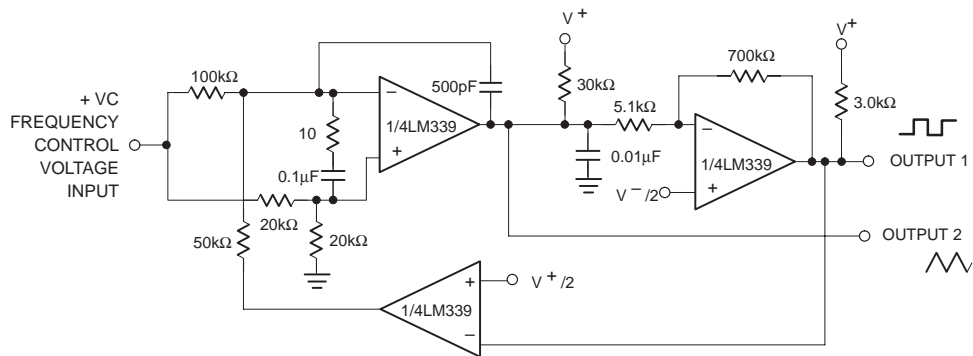 V+
V+
100kΩ
500pF
30kΩ
700kΩ
3.0kΩ
5.1kΩ
+ VC
FREQUENCY
CONTROL
VOLTAGE
INPUT
10
0.1μF
−
1/4LM339
+
0.01μF
−
1/4LM339
+
V−/2
OUTPUT 1
20kΩ
20kΩ
50kΩ
OUTPUT 2
+
1/4LM339
−
V+/2